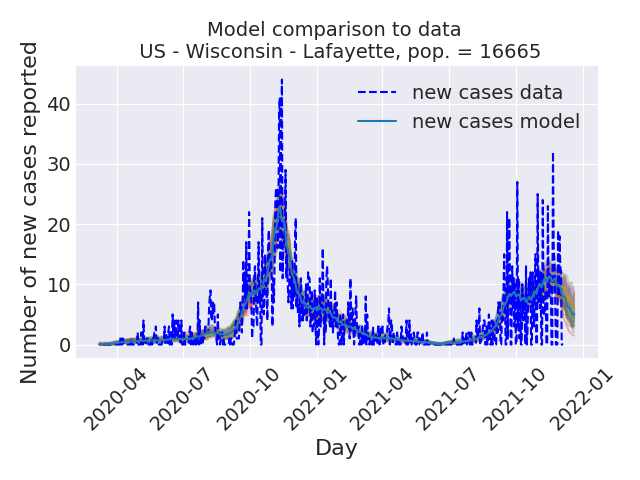 Model comparison to data
US - Wisconsin - Lafayette, pop. = 16665
Number of new cases reported
new cases data
new cases model
40
30
20
10
0
2020-04
2020-07
2020-10
2021-01
2021-04
2021-07
2021-10
2022-01
Day